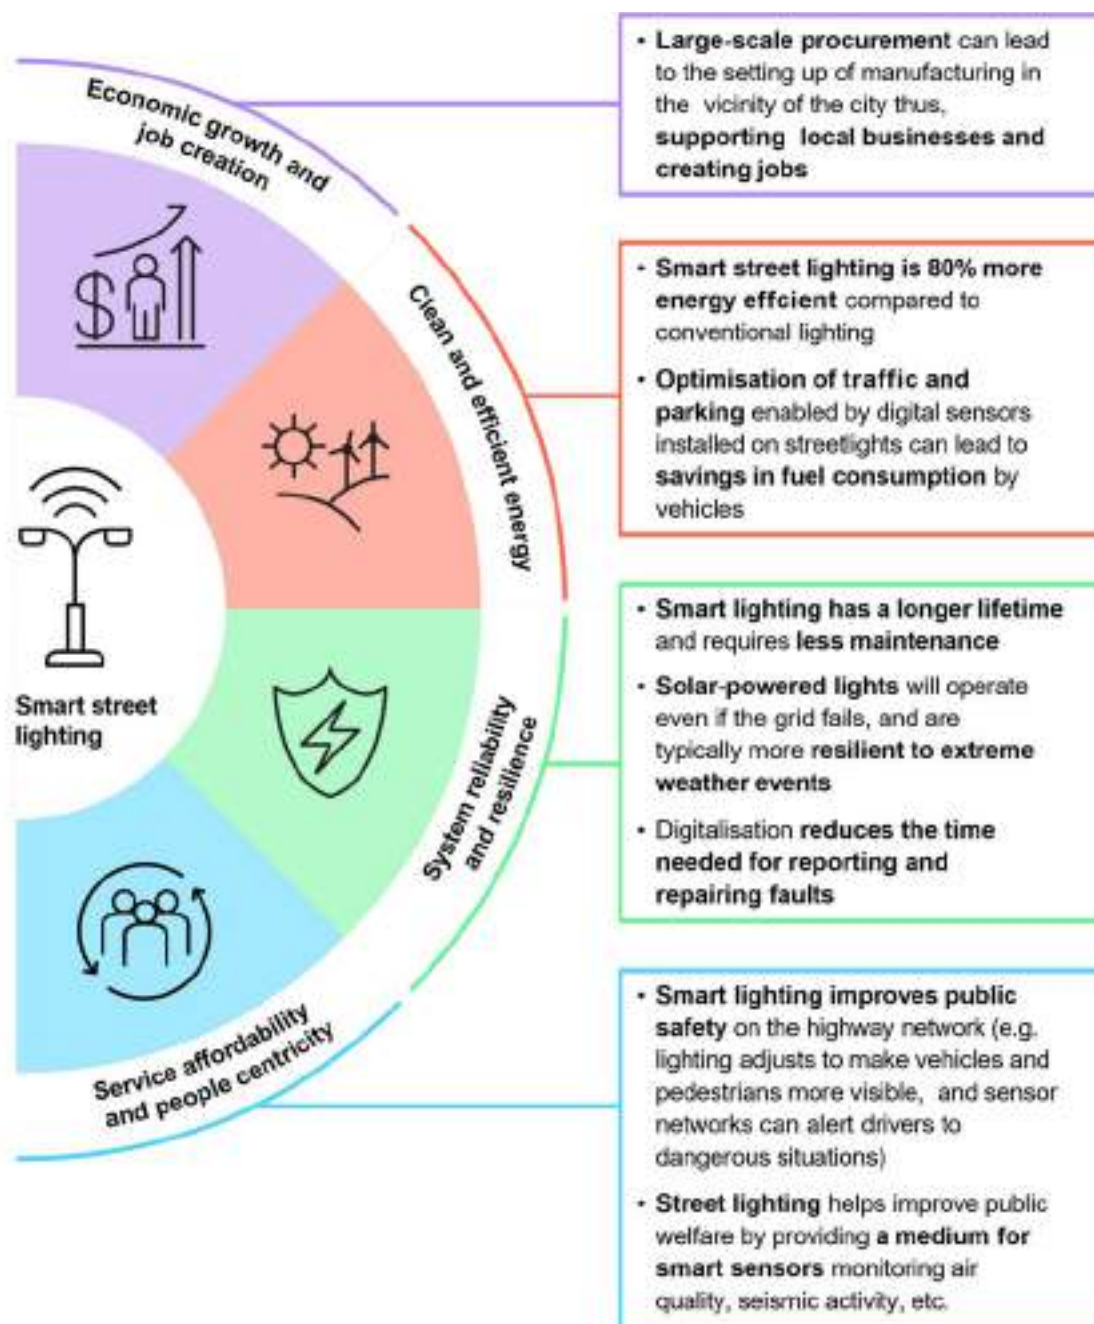 Economic growth and
job creation
• Large-scale procurement can lead
to the setting up of manufacturing in
the vicinity of the city thus,
supporting local businesses and
creating jobs
Clean and efficient energy
• Smart street lighting is 80% more
energy effcient compared to
conventional lighting
• Optimisation of traffic and
parking enabled by digital sensors
installed on streetlights can lead to
savings in fuel consumption by
vehicles
Smart street
lighting
System reliability
and resilience
• Smart lighting has a longer lifetime
and requires less maintenance
• Solar-powered lights will operate
even if the grid fails, and are
typically more resilient to extreme
weather events
• Digitalisation reduces the time
needed for reporting and
repairing faults
Service affordability
and people centricity
• Smart lighting improves public
safety on the highway network (e.g.
lighting adjusts to make vehicles and
pedestrians more visible, and sensor
networks can alert drivers to
dangerous situations)
• Street lighting helps improve public
welfare by providing a medium for
smart sensors monitoring air
quality, seismic activity, etc.